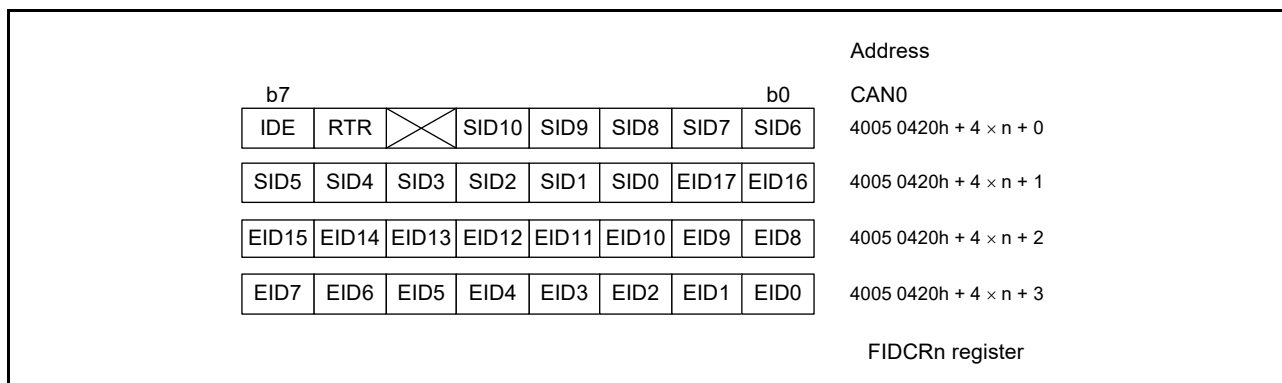 Address
b7 b0 CAN0
IDE RTR SID10 SID9 SID8 SID7 SID6 4005 0420h + 4 × n + 0
SID5 SID4 SID3 SID2 SID1 SID0 EID17 EID16 4005 0420h + 4 × n + 1
EID15 EID14 EID13 EID12 EID11 EID10 EID9 EID8 4005 0420h + 4 × n + 2
EID7 EID6 EID5 EID4 EID3 EID2 EID1 EID0 4005 0420h + 4 × n + 3
FIDCRn register